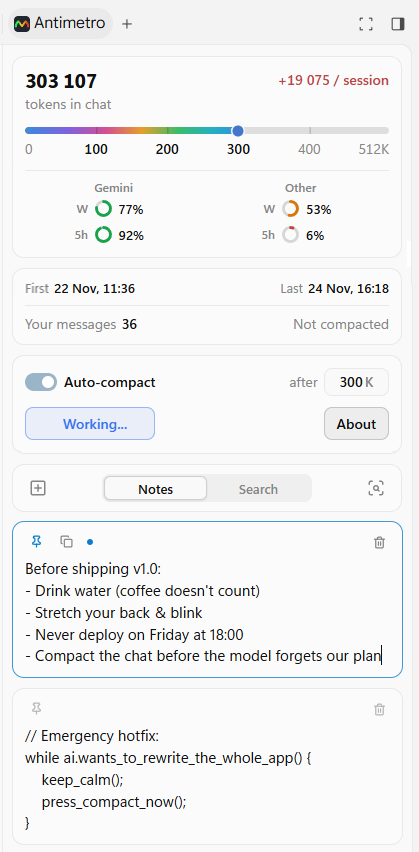 Antimetro
303 107
+19 075 / session
tokens in chat
0 100 200 300 400 512K
Gemini Other
W 77% W 53%
5h 92% 5h 6%
First 22 Nov, 11:36 Last 24 Nov, 16:18
Your messages 36 Not compacted
Auto-compact after 300 K
Working... About
Notes Search
Before shipping v1.0:
- Drink water (coffee doesn't count)
- Stretch your back & blink
- Never deploy on Friday at 18:00
- Compact the chat before the model forgets our plan
// Emergency hotfix:
while ai.wants_to_rewrite_the_whole_app() {
    keep_calm();
    press_compact_now();
}